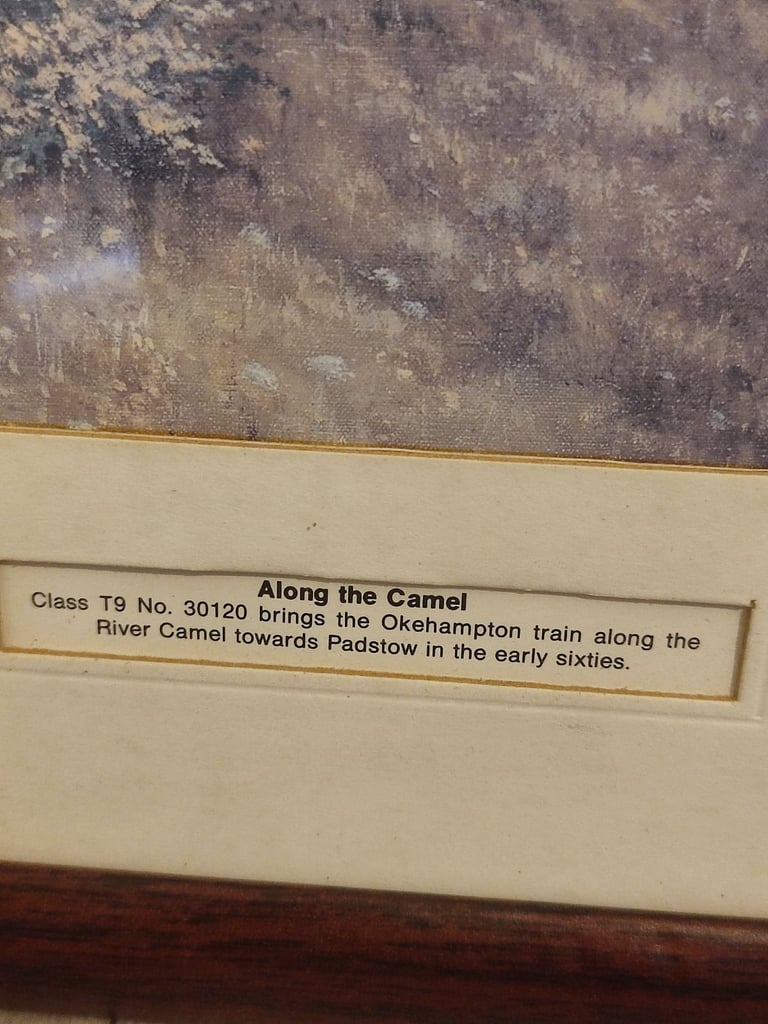 Along the Camel
Class T9 No. 30120 brings the Okehampton train along the
River Camel towards Padstow in the early sixties.